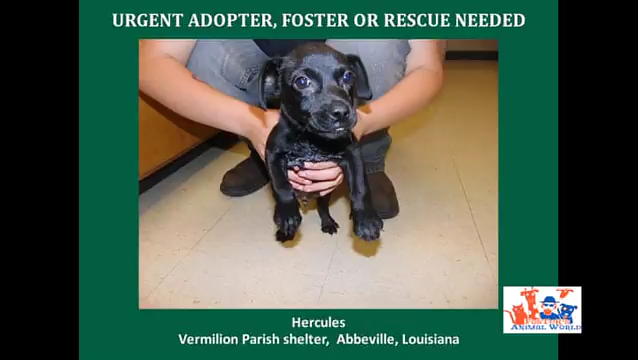 URGENT ADOPTER, FOSTER OR RESCUE NEEDED
ANIMAL WORLD
Hercules
Vermilion Parish shelter, Abbeville, Louisiana